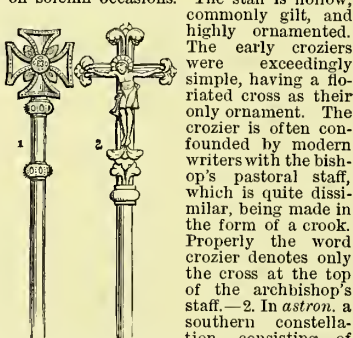 on solemn occasions. The staff is hollow,
commonly gilt, and
highly ornamented.
The early croziers
were exceedingly
simple, having a flo-
riated cross as their
only ornament. The
crozier is often con-
founded by modern
writers with the bish-
op's pastoral staff,
which is quite dissi-
milar, being made in
the form of a crook.
Properly the word
crozier denotes only
the cross at the top
of the archbishop's
staff.—2. In astron. a
southern constella-
tion consisting of
1
2